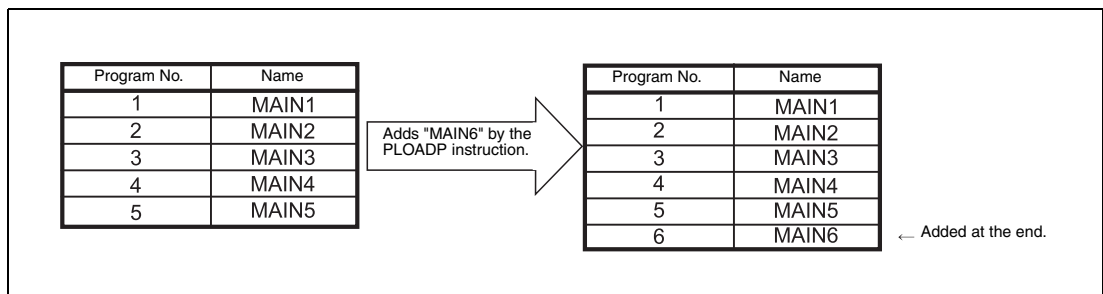 Program No. Name
1 MAIN1
2 MAIN2
3 MAIN3
4 MAIN4
5 MAIN5
Adds "MAIN6" by the
PLOADP instruction.
Program No. Name
1 MAIN1
2 MAIN2
3 MAIN3
4 MAIN4
5 MAIN5
6 MAIN6
← Added at the end.